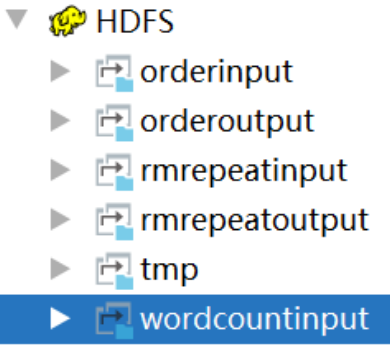 HDFS
orderinput
orderoutput
rmrepeatinput
rmrepeatoutput
tmp
wordcountinput